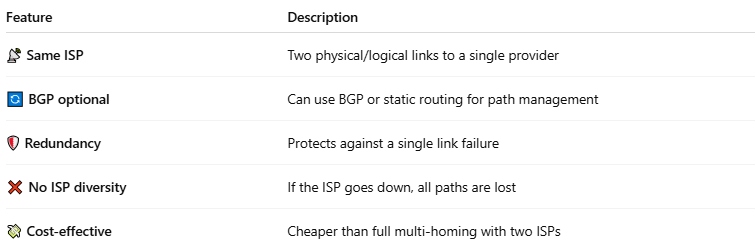 Feature Description
Same ISP Two physical/logical links to a single provider
BGP optional Can use BGP or static routing for path management
Redundancy Protects against a single link failure
No ISP diversity If the ISP goes down, all paths are lost
Cost-effective Cheaper than full multi-homing with two ISPs